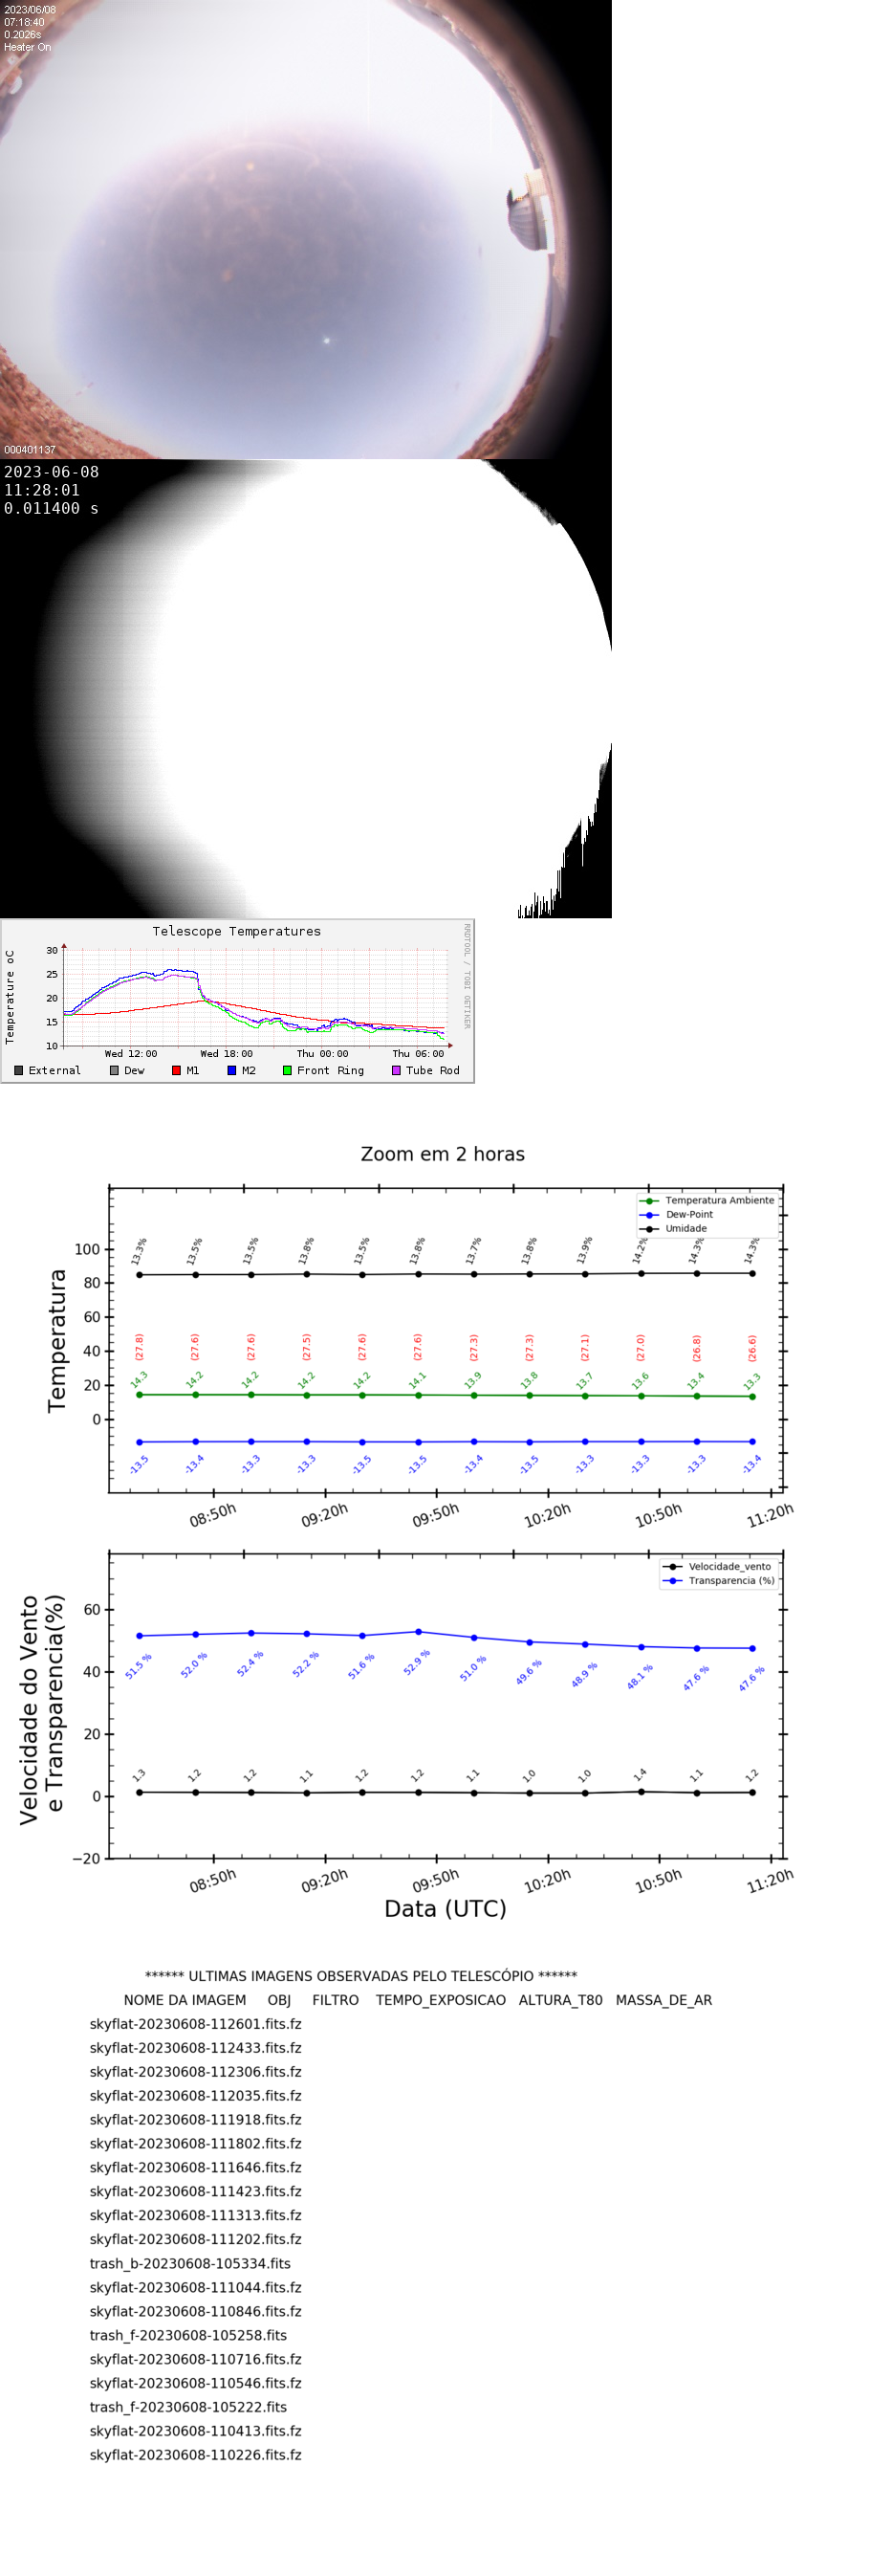 2023/06/08
07:18:40
0.2026s
Heater On
000401137
2023-06-08
11:28:01
0.011400 s
Telescope Temperatures
RRDTOOL / TOBI OETIKER
Temperature oC
30
25
20
15
10
Wed 12:00 Wed 18:00 Thu 00:00 Thu 06:00
External Dew M1 M2 Front Ring Tube Rod
Zoom em 2 horas
Temperatura Ambiente
Dew-Point
Umidade
Temperatura
100
80
60
40
20
0
13.3% 13.5% 13.5% 13.8% 13.5% 13.8% 13.7% 13.8% 13.9% 14.2% 14.3% 14.3%
(27.8) (27.6) (27.6) (27.5) (27.6) (27.6) (27.3) (27.3) (27.1) (27.0) (26.8) (26.6)
14.3 14.2 14.2 14.2 14.2 14.1 13.9 13.8 13.7 13.6 13.4 13.3
-13.5 -13.4 -13.3 -13.3 -13.5 -13.5 -13.4 -13.5 -13.3 -13.3 -13.3 -13.4
08:50h 09:20h 09:50h 10:20h 10:50h 11:20h
Velocidade_vento
Transparencia (%)
Velocidade do Vento
e Transparencia(%)
60
40
20
0
−20
51.5 % 52.0 % 52.4 % 52.2 % 51.6 % 52.9 % 51.0 % 49.6 % 48.9 % 48.1 % 47.6 % 47.6 %
1.3 1.2 1.2 1.1 1.2 1.2 1.1 1.0 1.0 1.4 1.1 1.2
08:50h 09:20h 09:50h 10:20h 10:50h 11:20h
Data (UTC)
****** ULTIMAS IMAGENS OBSERVADAS PELO TELESCÓPIO ******
NOME DA IMAGEM OBJ FILTRO TEMPO_EXPOSICAO ALTURA_T80 MASSA_DE_AR
skyflat-20230608-112601.fits.fz
skyflat-20230608-112433.fits.fz
skyflat-20230608-112306.fits.fz
skyflat-20230608-112035.fits.fz
skyflat-20230608-111918.fits.fz
skyflat-20230608-111802.fits.fz
skyflat-20230608-111646.fits.fz
skyflat-20230608-111423.fits.fz
skyflat-20230608-111313.fits.fz
skyflat-20230608-111202.fits.fz
trash_b-20230608-105334.fits
skyflat-20230608-111044.fits.fz
skyflat-20230608-110846.fits.fz
trash_f-20230608-105258.fits
skyflat-20230608-110716.fits.fz
skyflat-20230608-110546.fits.fz
trash_f-20230608-105222.fits
skyflat-20230608-110413.fits.fz
skyflat-20230608-110226.fits.fz